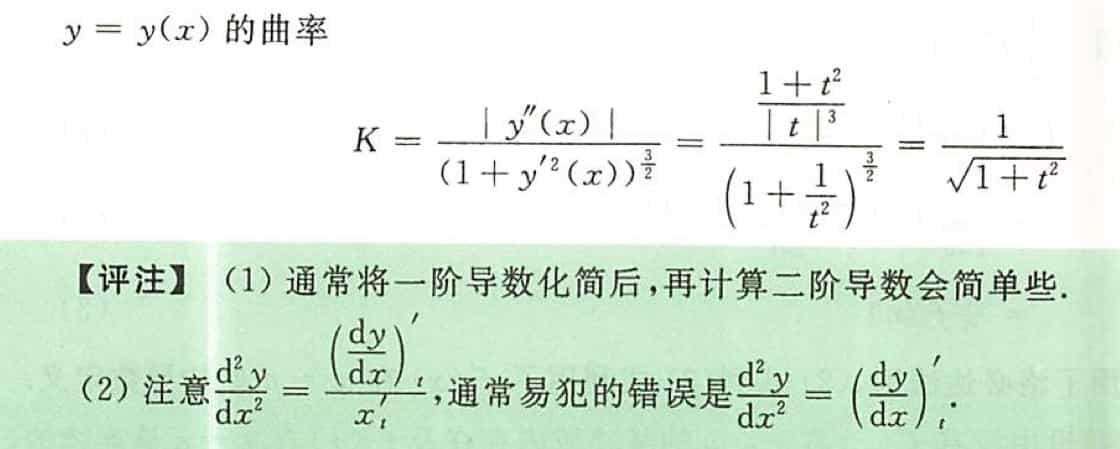 y = y(x) 的曲率
K = \frac{| y''(x) |}{(1 + y'^2(x))^{\frac{3}{2}}} = \frac{\frac{1 + t^2}{| t |^3}}{\left(1 + \frac{1}{t^2}\right)^{\frac{3}{2}}} = \frac{1}{\sqrt{1 + t^2}}
【评注】 (1) 通常将一阶导数化简后,再计算二阶导数会简单些.
(2) 注意\frac{d^2 y}{dx^2} = \frac{\left(\frac{dy}{dx}\right)'_t}{x'_t},通常易犯的错误是\frac{d^2 y}{dx^2} = \left(\frac{dy}{dx}\right)'_t.